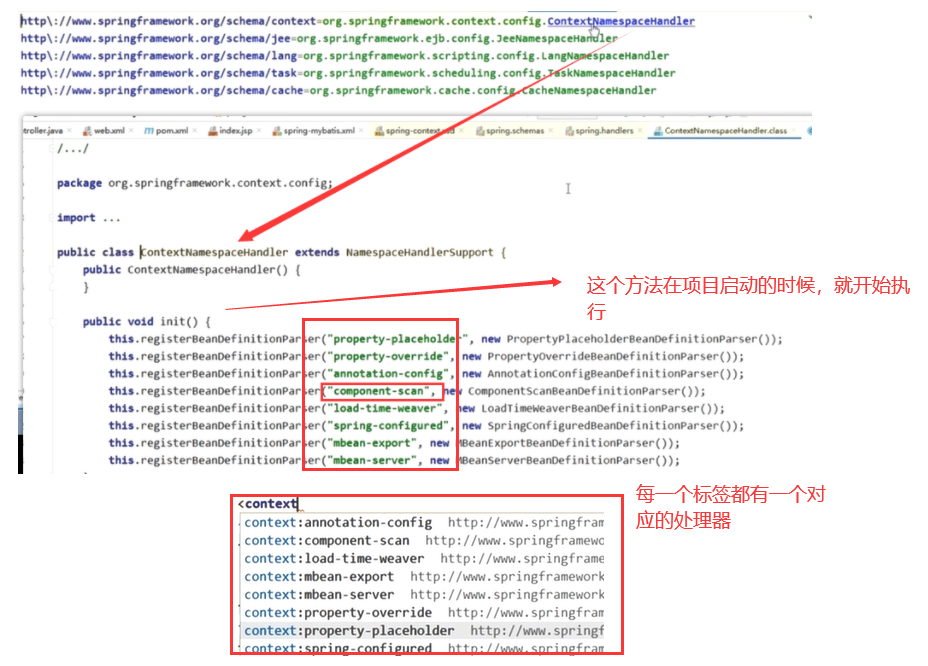 http\://www.springframework.org/schema/context=org.springframework.context.config.ContextNamespaceHandler
http\://www.springframework.org/schema/jee=org.springframework.ejb.config.JeeNamespaceHandler
http\://www.springframework.org/schema/lang=org.springframework.scripting.config.LangNamespaceHandler
http\://www.springframework.org/schema/task=org.springframework.scheduling.config.TaskNamespaceHandler
http\://www.springframework.org/schema/cache=org.springframework.cache.config.CacheNamespaceHandler
troller.java web.xml pom.xml index.jsp spring-mybatis.xml spring-context.xsd spring.schemas spring.handlers ContextNamespaceHandler.class
/.../
package org.springframework.context.config;
import ...
public class ContextNamespaceHandler extends NamespaceHandlerSupport {
public ContextNamespaceHandler() {
}
这个方法在项目启动的时候，就开始执
行
public void init() {
this.registerBeanDefinitionParser("property-placeholder", new PropertyPlaceholderBeanDefinitionParser());
this.registerBeanDefinitionParser("property-override", new PropertyOverrideBeanDefinitionParser());
this.registerBeanDefinitionParser("annotation-config", new AnnotationConfigBeanDefinitionParser());
this.registerBeanDefinitionParser("component-scan", new ComponentScanBeanDefinitionParser());
this.registerBeanDefinitionParser("load-time-weaver", new LoadTimeWeaverBeanDefinitionParser());
this.registerBeanDefinitionParser("spring-configured", new SpringConfiguredBeanDefinitionParser());
this.registerBeanDefinitionParser("mbean-export", new MBeanExportBeanDefinitionParser());
this.registerBeanDefinitionParser("mbean-server", new MBeanServerBeanDefinitionParser());
每一个标签都有一个对
应的处理器
<context
context:annotation-config http://www.springfram
context:component-scan http://www.springframewo
context:load-time-weaver http://www.springframe
context:mbean-export http://www.springframework
context:mbean-server http://www.springframework
context:property-override http://www.springfram
context:property-placeholder http://www.springf
context:spring-configured http://www.springfram